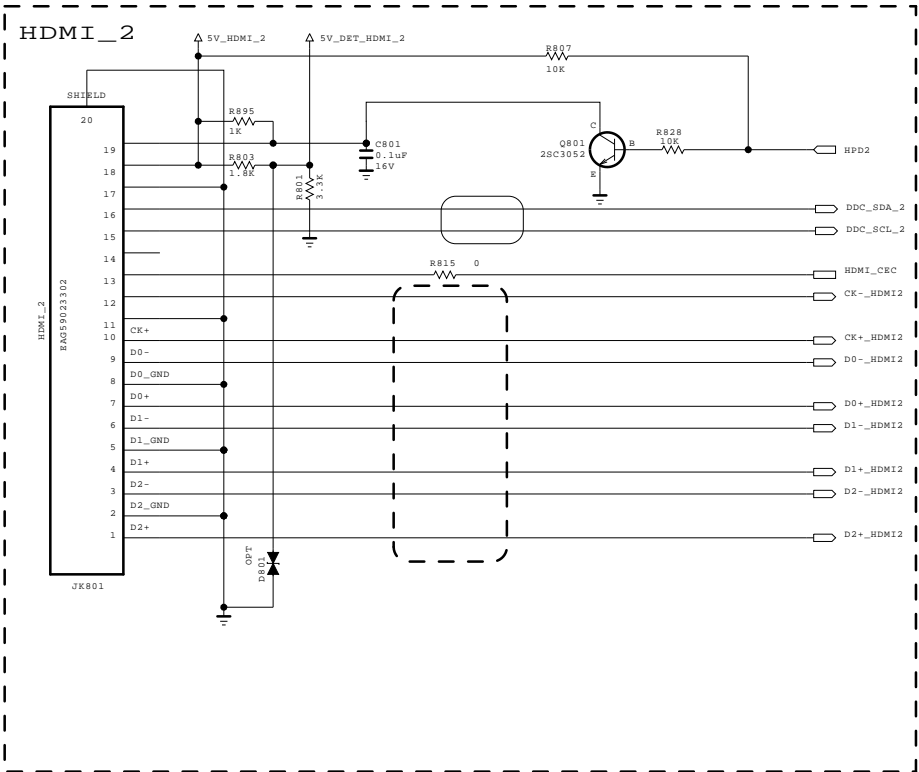 HDMI_2
5V_HDMI_2
5V_DET_HDMI_2
R807
10K
SHIELD
20
R895
1K
C801
0.1uF
16V
C
Q801
2SC3052
B
E
R828
10K
HPD2
19
R803
1.8K
R801
3.3K
18
17
16
DDC_SDA_2
15
DDC_SCL_2
14
R815
0
13
HDMI_CEC
12
CK-_HDMI2
HDMI_2
EAG59023302
11
CK+
10
CK+_HDMI2
D0-
9
D0-_HDMI2
D0_GND
8
D0+
7
D0+_HDMI2
D1-
6
D1-_HDMI2
D1_GND
5
D1+
4
D1+_HDMI2
D2-
3
D2-_HDMI2
D2_GND
2
D2+
1
D2+_HDMI2
OPT
D801
JK801